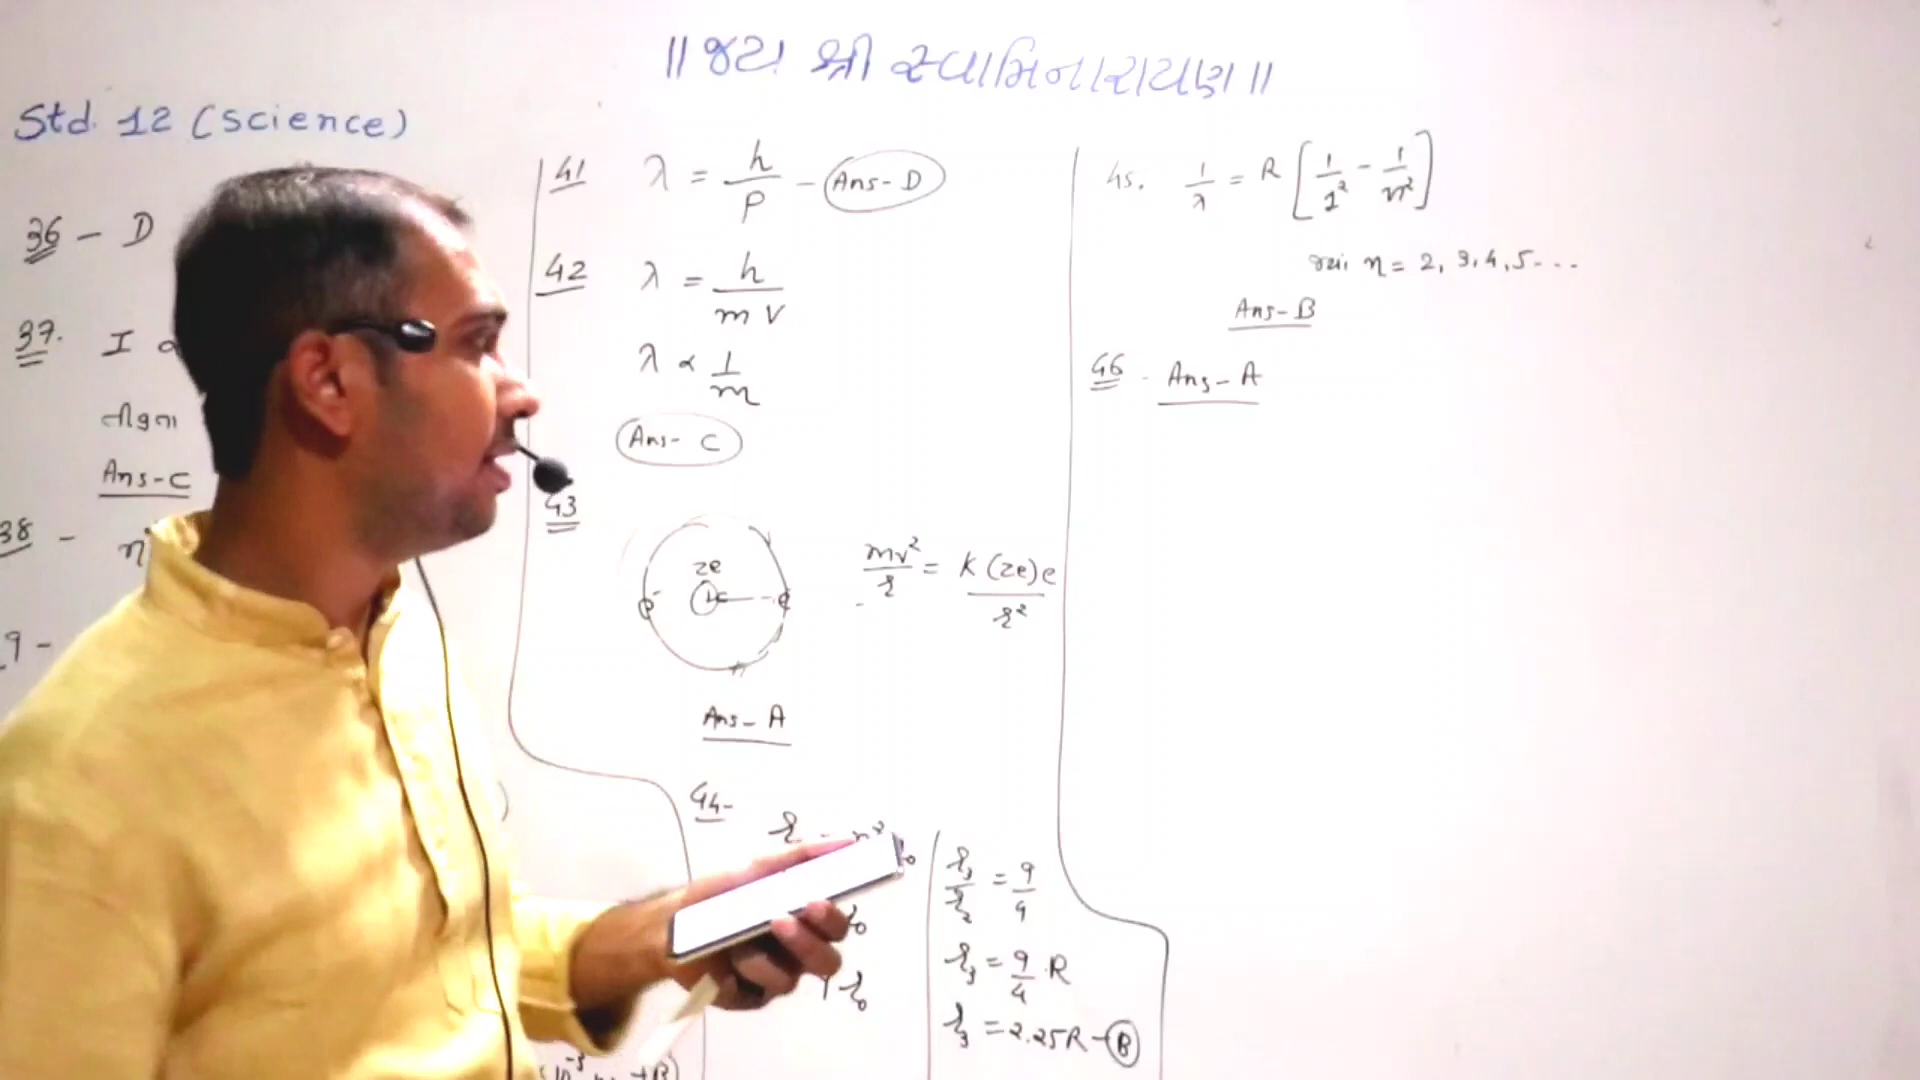 ॥ જય શ્રી સ્વામિનારાયણ ॥
Std. 12 (Science)
36 - D
37. I ∝
Ans-C
38 - n
9 -
41 λ = h/P - Ans- D
42 λ = h/mv
λ ∝ 1/m
Ans- C
43
ze
mv²/r = K(ze)e/r²
Ans- A
44-
r₃/r₂ = 9/4
r₃ = 9/4 R
r₃ = 2.25R - B
45. 1/λ = R [1/1² - 1/n²]
જ્યાં n = 2, 3, 4, 5 - - -
Ans- B
46 - Ans- A